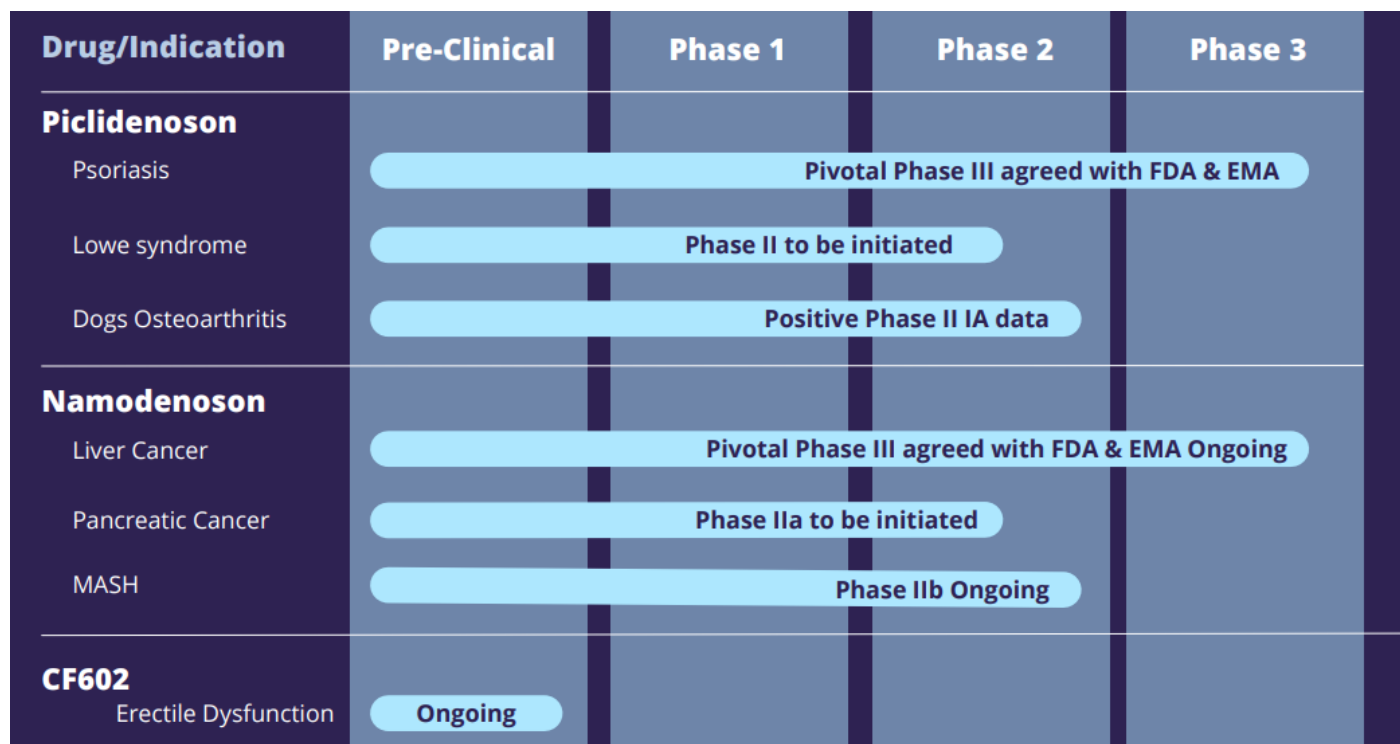 Drug/Indication Pre-Clinical Phase 1 Phase 2 Phase 3
Piclidenoson
Psoriasis Pivotal Phase III agreed with FDA & EMA
Lowe syndrome Phase II to be initiated
Dogs Osteoarthritis Positive Phase II IA data
Namodenoson
Liver Cancer Pivotal Phase III agreed with FDA & EMA Ongoing
Pancreatic Cancer Phase IIa to be initiated
MASH Phase IIb Ongoing
CF602
Erectile Dysfunction Ongoing